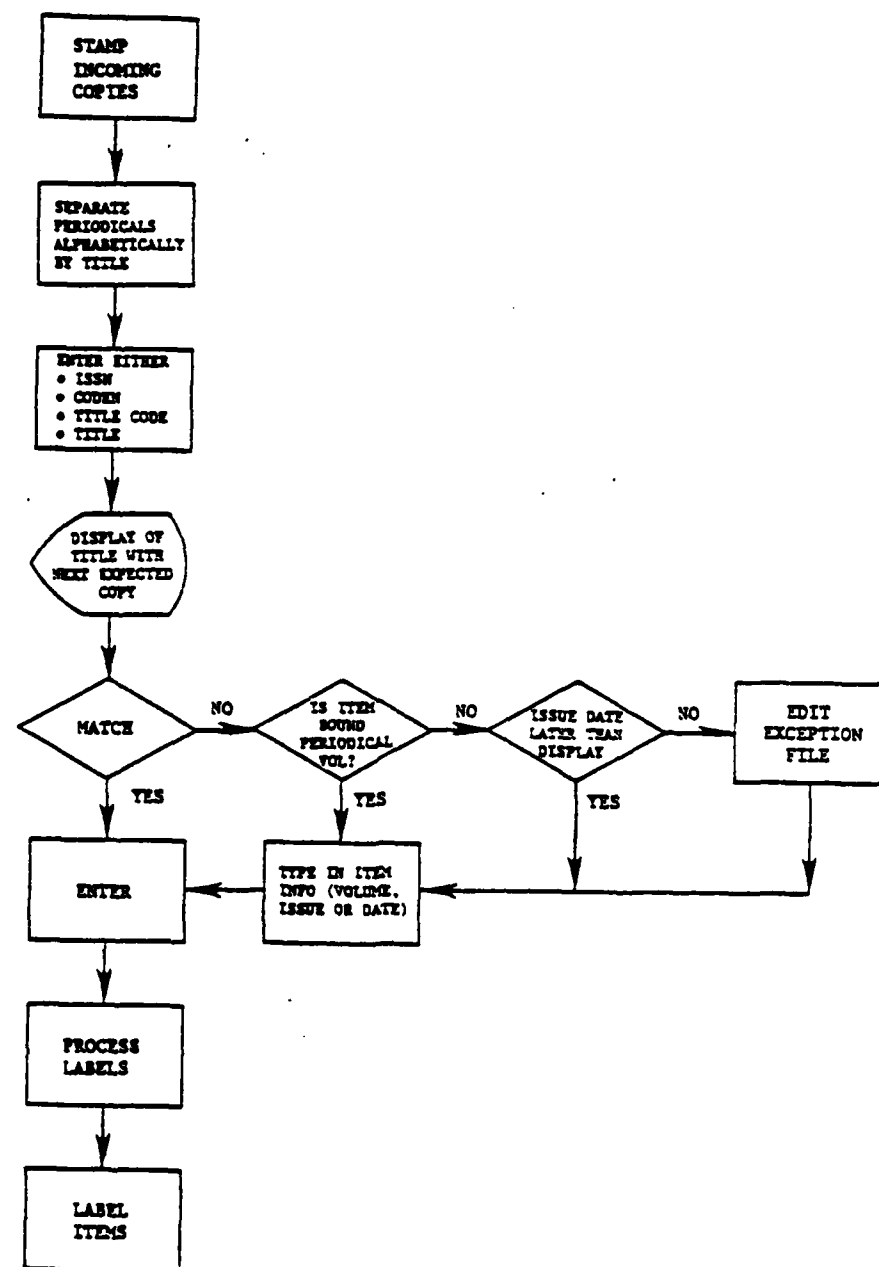 STAMP
INCOMING
COPIES
SEPARATE
PERIODICALS
ALPHABETICALLY
BY TITLE
ENTER EITHER
• ISSN
• CODEN
• TITLE CODE
• TITLE
DISPLAY OF
TITLE WITH
NEXT EXPECTED
COPY
MATCH
NO
IS ITEM
BOUND
PERIODICAL
VOL?
NO
ISSUE DATE
LATER THAN
DISPLAY
NO
EDIT
EXCEPTION
FILE
YES
YES
YES
ENTER
TYPE IN ITEM
INFO (VOLUME,
ISSUE OR DATE)
PROCESS
LABELS
LABEL
ITEMS